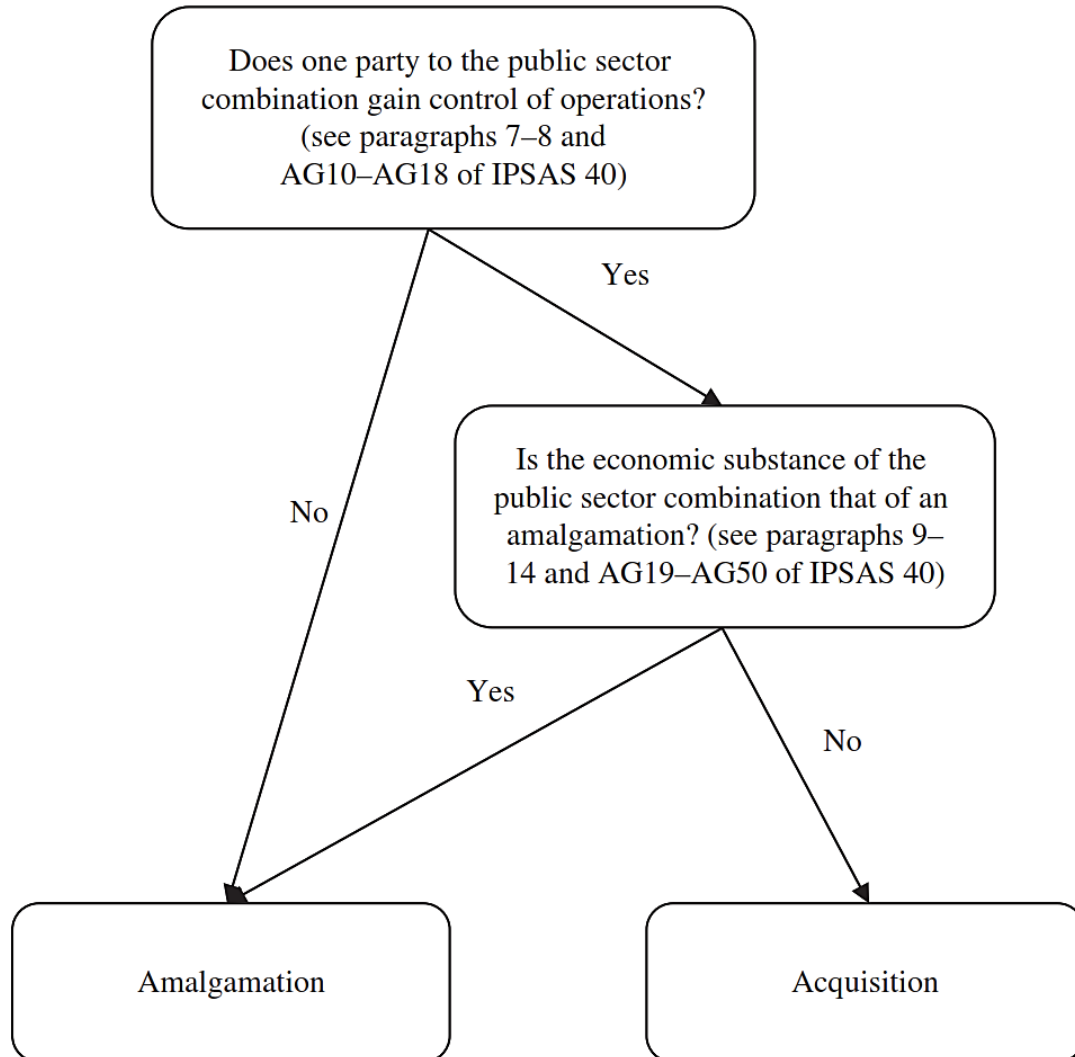 Does one party to the public sector
combination gain control of operations?
(see paragraphs 7–8 and
AG10–AG18 of IPSAS 40)
Yes
No
Is the economic substance of the
public sector combination that of an
amalgamation? (see paragraphs 9–
14 and AG19–AG50 of IPSAS 40)
Yes
No
Amalgamation
Acquisition